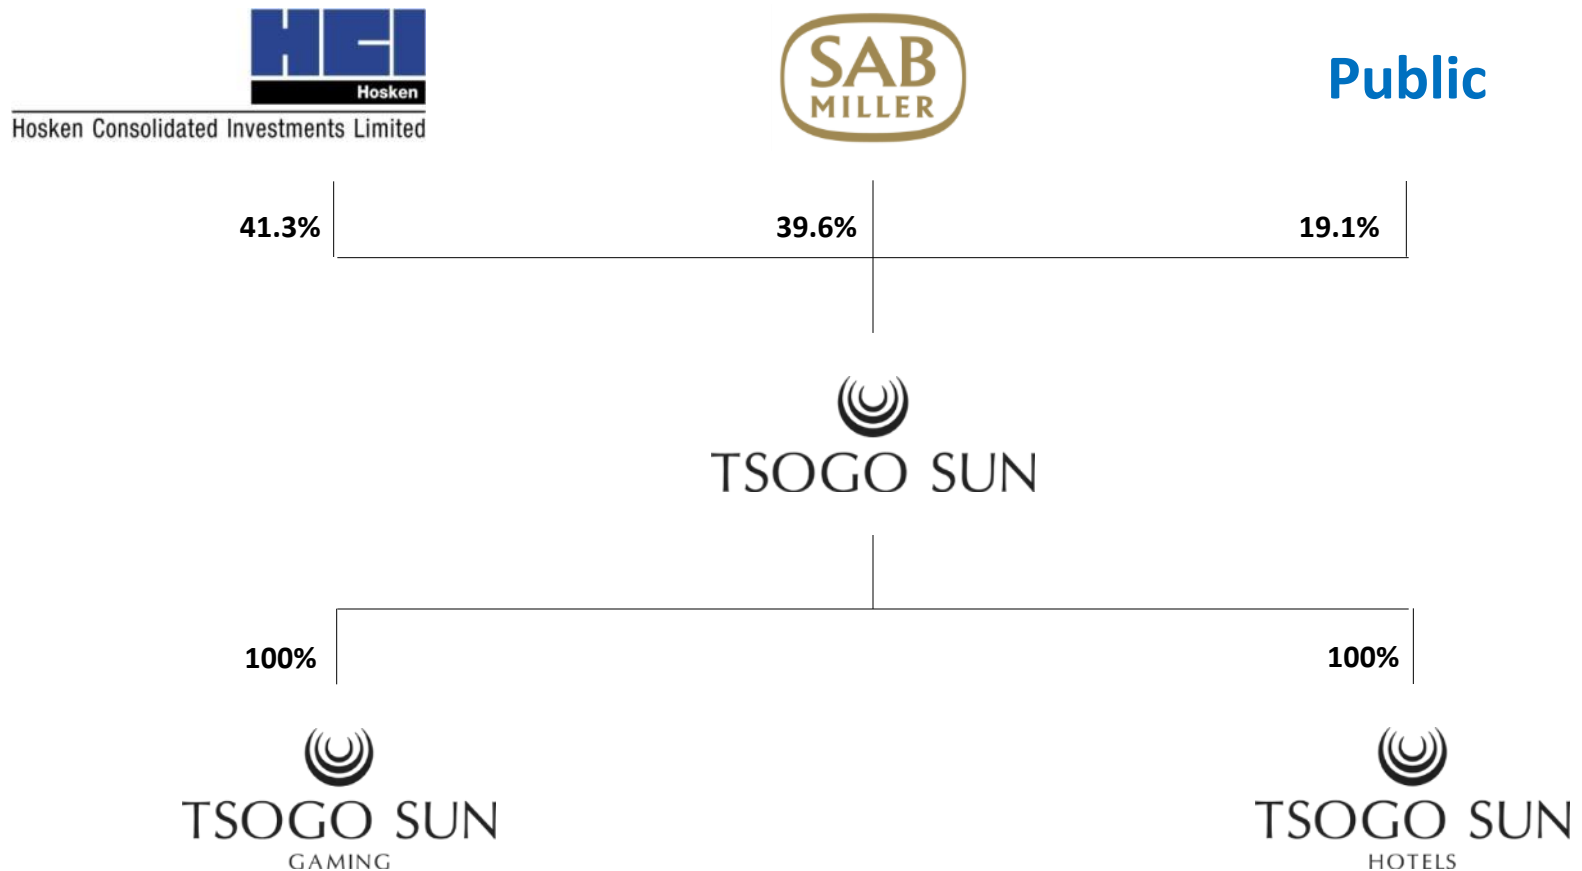 HCI
Hosken
Hosken Consolidated Investments Limited
SAB
MILLER
Public
41.3%
39.6%
19.1%
TSOGO SUN
100%
100%
TSOGO SUN
GAMING
TSOGO SUN
HOTELS